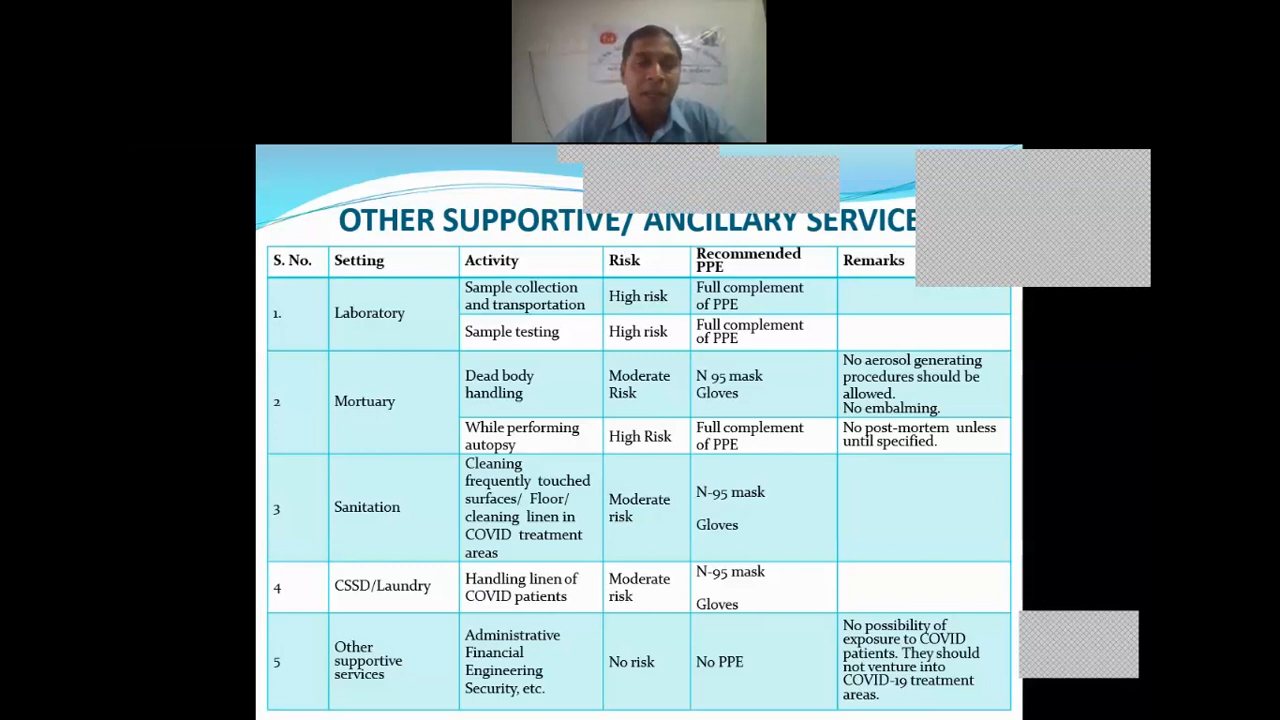 OTHER SUPPORTIVE/ ANCILLARY SERVICE
S. No. Setting Activity Risk Recommended PPE Remarks
1. Laboratory
Sample collection
and transportation
High risk
Full complement
of PPE
Sample testing
High risk
Full complement
of PPE
2
Mortuary
Dead body
handling
Moderate
Risk
N 95 mask
Gloves
No aerosol generating
procedures should be
allowed.
No embalming.
While performing
autopsy
High Risk
Full complement
of PPE
No post-mortem unless
until specified.
3
Sanitation
Cleaning
frequently touched
surfaces/ Floor/
cleaning linen in
COVID treatment
areas
Moderate
risk
N-95 mask
Gloves
4
CSSD/Laundry
Handling linen of
COVID patients
Moderate
risk
N-95 mask
Gloves
5
Other
supportive
services
Administrative
Financial
Engineering
Security, etc.
No risk
No PPE
No possibility of
exposure to COVID
patients. They should
not venture into
COVID-19 treatment
areas.